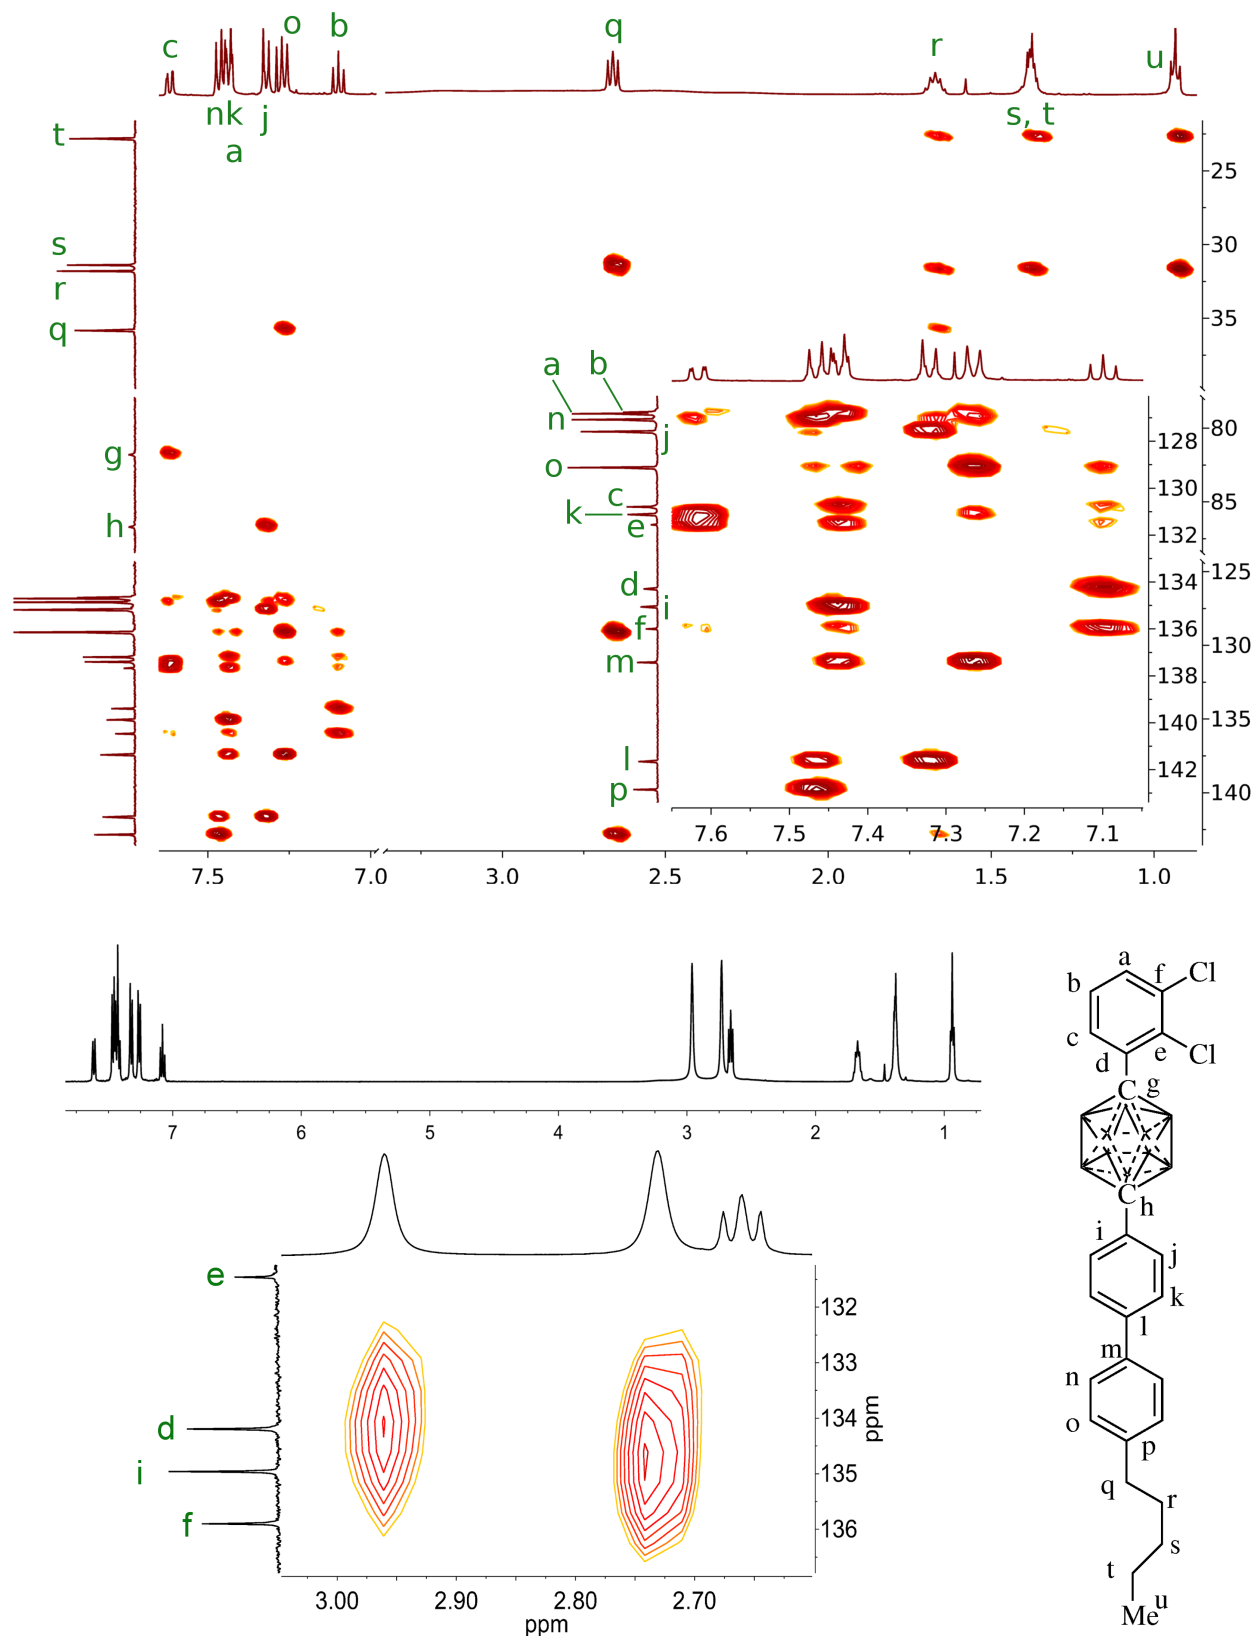 c
o
b
q
r
u
nk
j
a
s, t
t
s
r
q
g
h
25
30
35
80
85
125
130
135
140
a
b
n
j
o
c
k
e
d
i
f
m
l
p
128
130
132
134
136
138
140
142
7.6 7.5 7.4 7.3 7.2 7.1
7.5 7.0 3.0 2.5 2.0 1.5 1.0
7 6 5 4 3 2 1
e
d
i
f
132
133
134
135
136
ppm
3.00 2.90 2.80 2.70
ppm
a
f Cl
b
c
e Cl
d
C g
C h
i
j
k
l
m
n
o
p
q
r
s
t
Me u